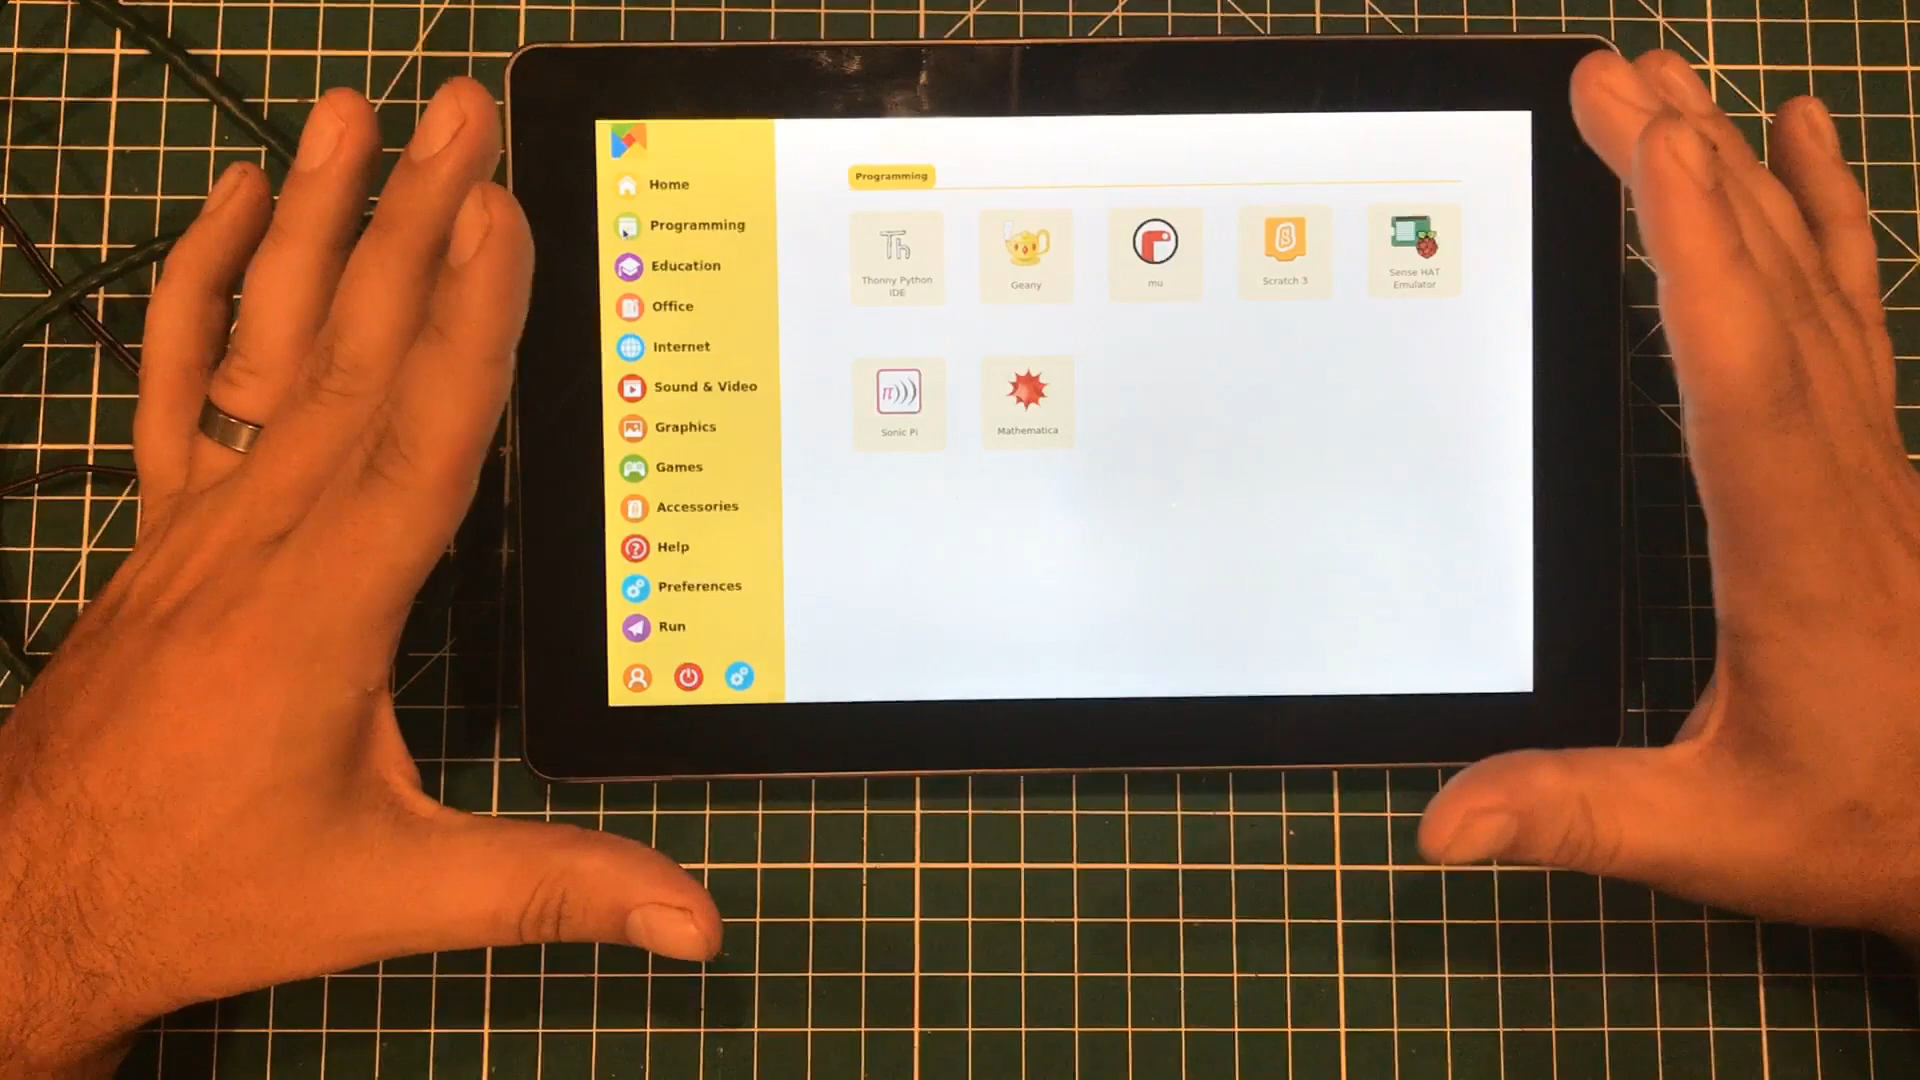 Home
Programming
Education
Office
Internet
Sound & Video
Graphics
Games
Accessories
Help
Preferences
Run
Programming
Thonny Python
IDE
Geany
mu
Scratch 3
Sense HAT
Emulator
Sonic Pi
Mathematica